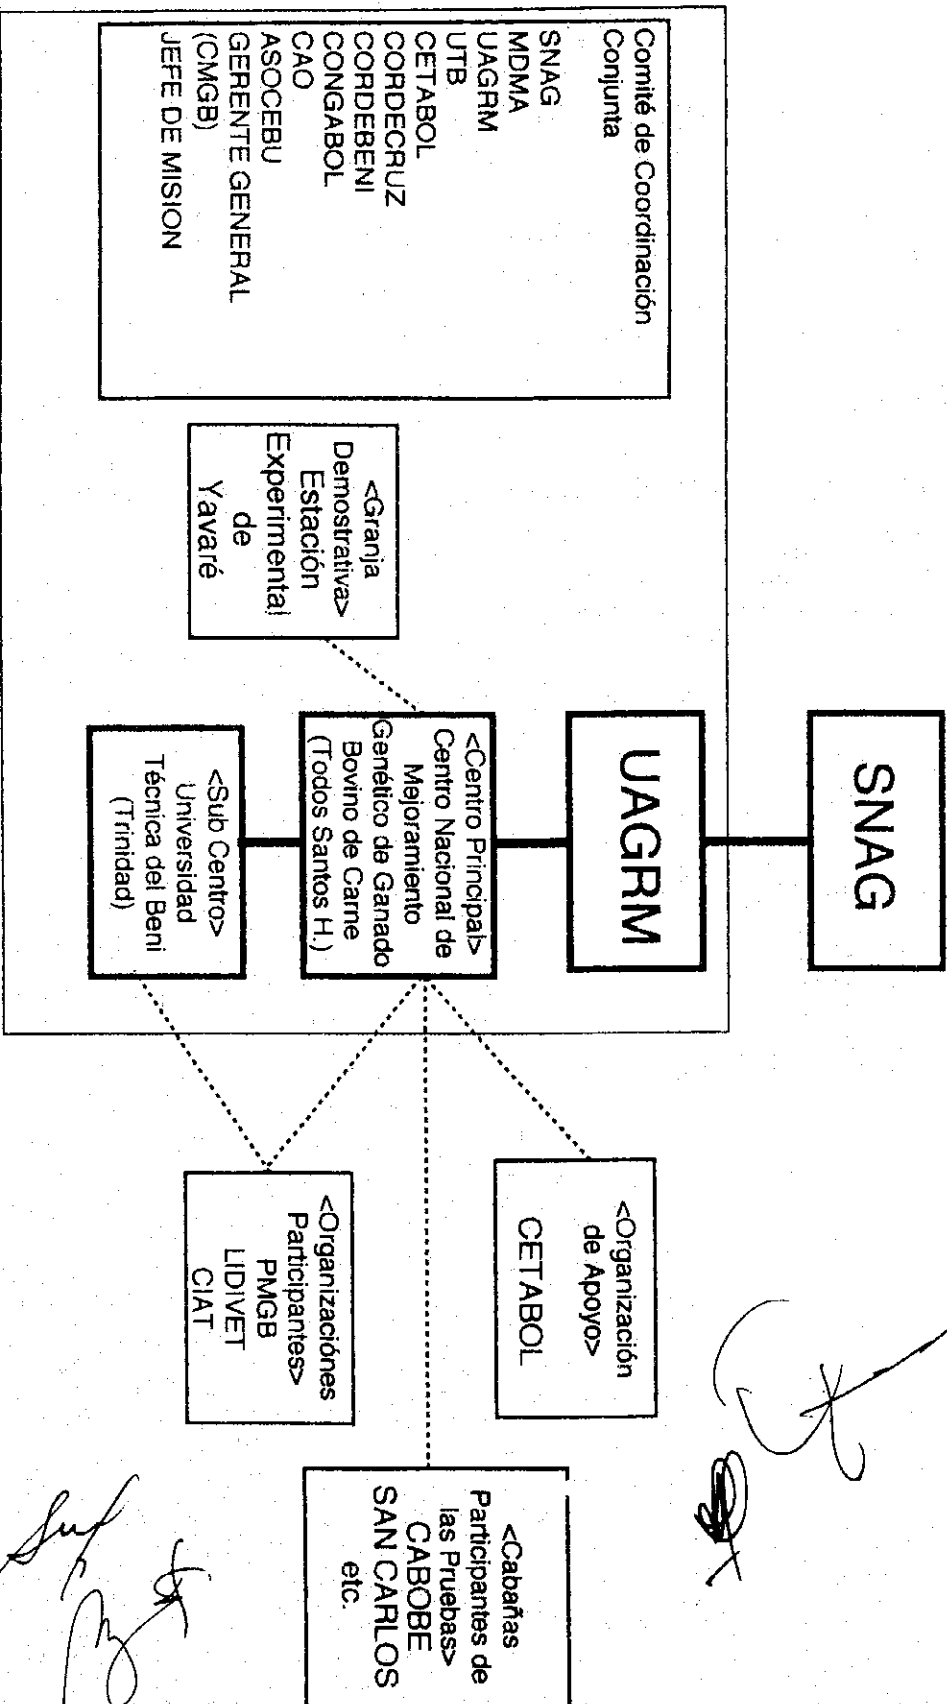 SNAG
UAGRM
Comité de Coordinación
Conjunta
SNAG
MDMA
UAGRM
UTB
CETABOL
CORDECRUZ
CORDEBENI
CONGABOL
CAO
ASOCEBU
GERENTE GENERAL
(CMGB)
JEFE DE MISION
<Granja
Demostrativa>
Estación
Experimental
de
Yavaré
<Centro Principal>
Centro Nacional de
Mejoramiento
Genético de Ganado
Bovino de Carne
(Todos Santos H.)
<Sub Centro>
Universidad
Técnica del Beni
(Trinidad)
<Organización
de Apoyo>
CETABOL
<Organizaciónes
Participantes>
PMGB
LIDIVET
CIAT
<Cabañas
Participantes de
las Pruebas>
CABOBE
SAN CARLOS
etc.